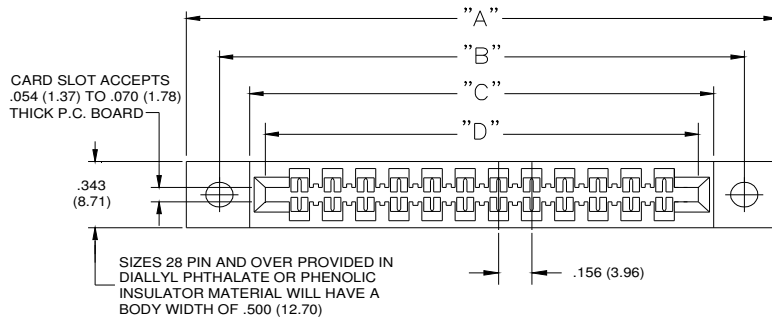 "A"
"B"
CARD SLOT ACCEPTS
.054 (1.37) TO .070 (1.78)
THICK P.C. BOARD
"C"
"D"
.343
(8.71)
SIZES 28 PIN AND OVER PROVIDED IN
DIALLYL PHTHALATE OR PHENOLIC
INSULATOR MATERIAL WILL HAVE A
BODY WIDTH OF .500 (12.70)
.156 (3.96)